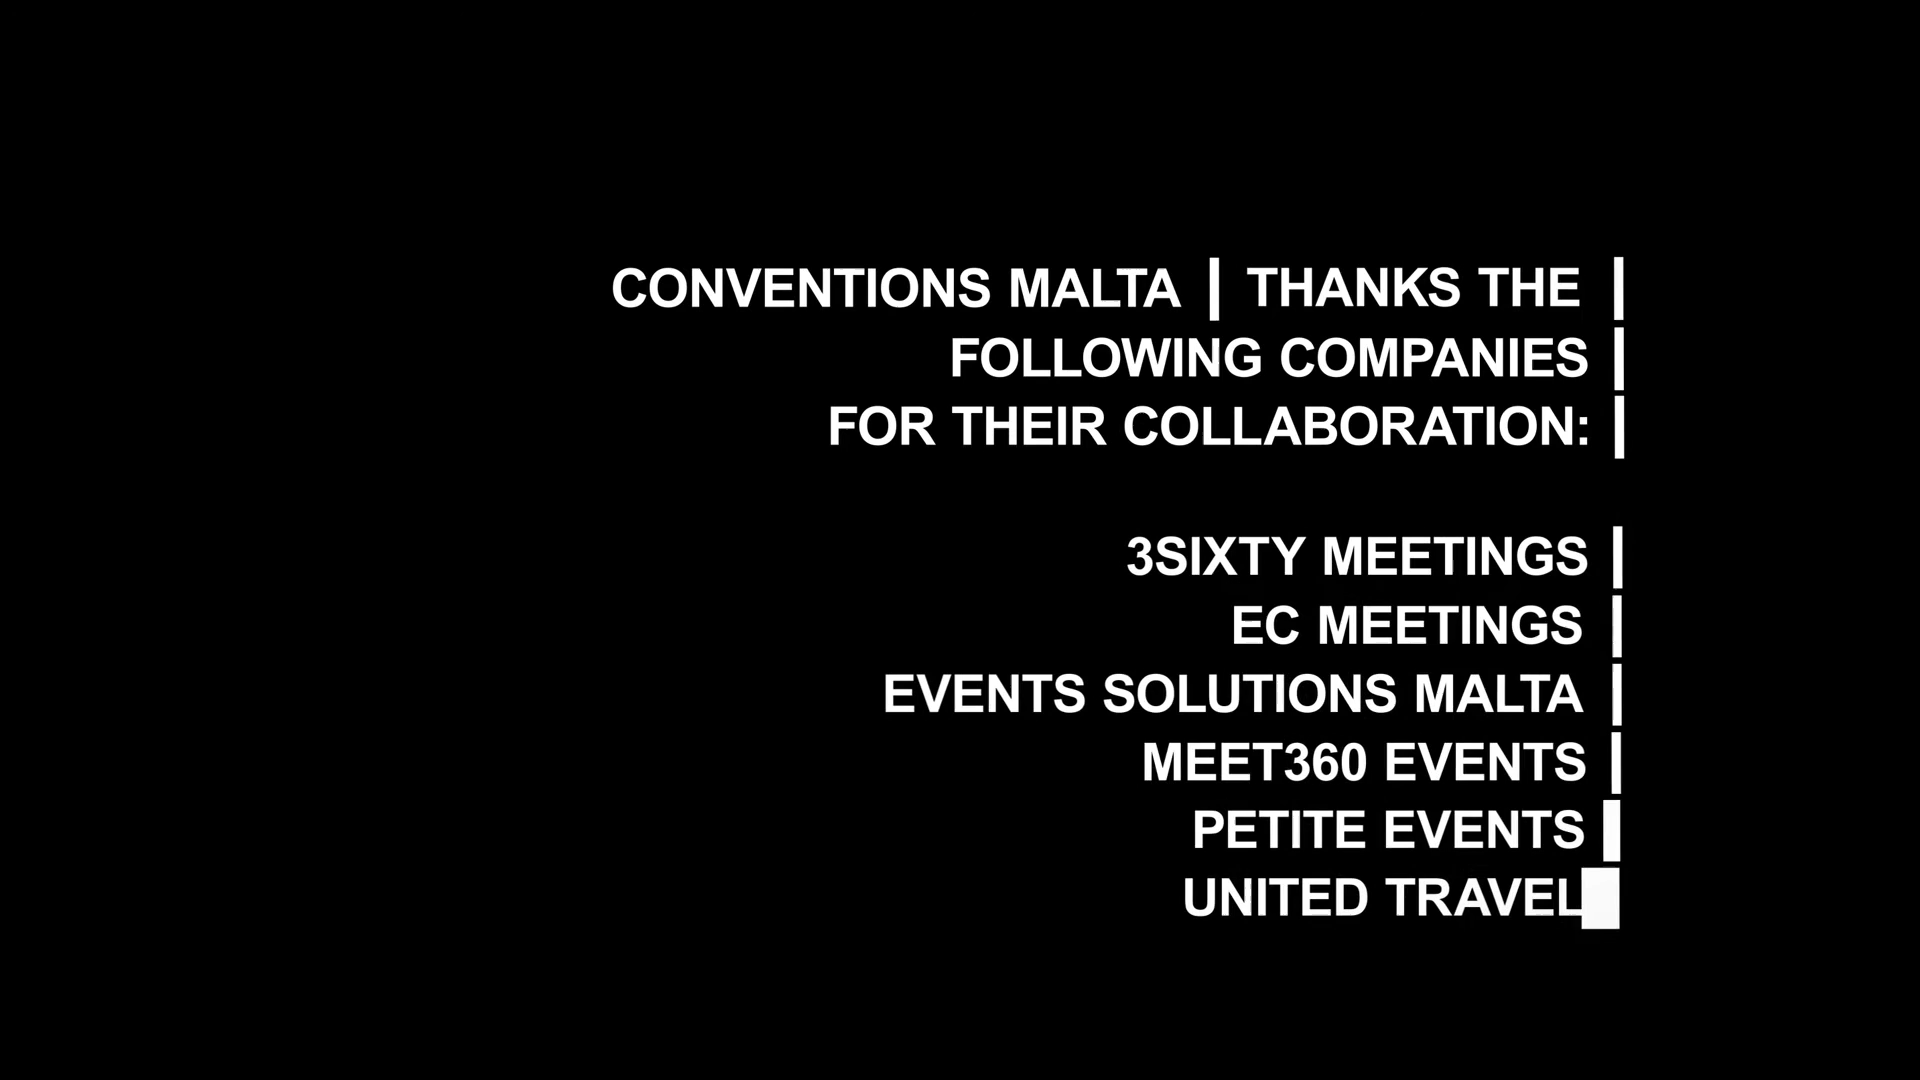 CONVENTIONS MALTA | THANKS THE
FOLLOWING COMPANIES
FOR THEIR COLLABORATION:
3SIXTY MEETINGS
EC MEETINGS
EVENTS SOLUTIONS MALTA
MEET360 EVENTS
PETITE EVENTS
UNITED TRAVEL